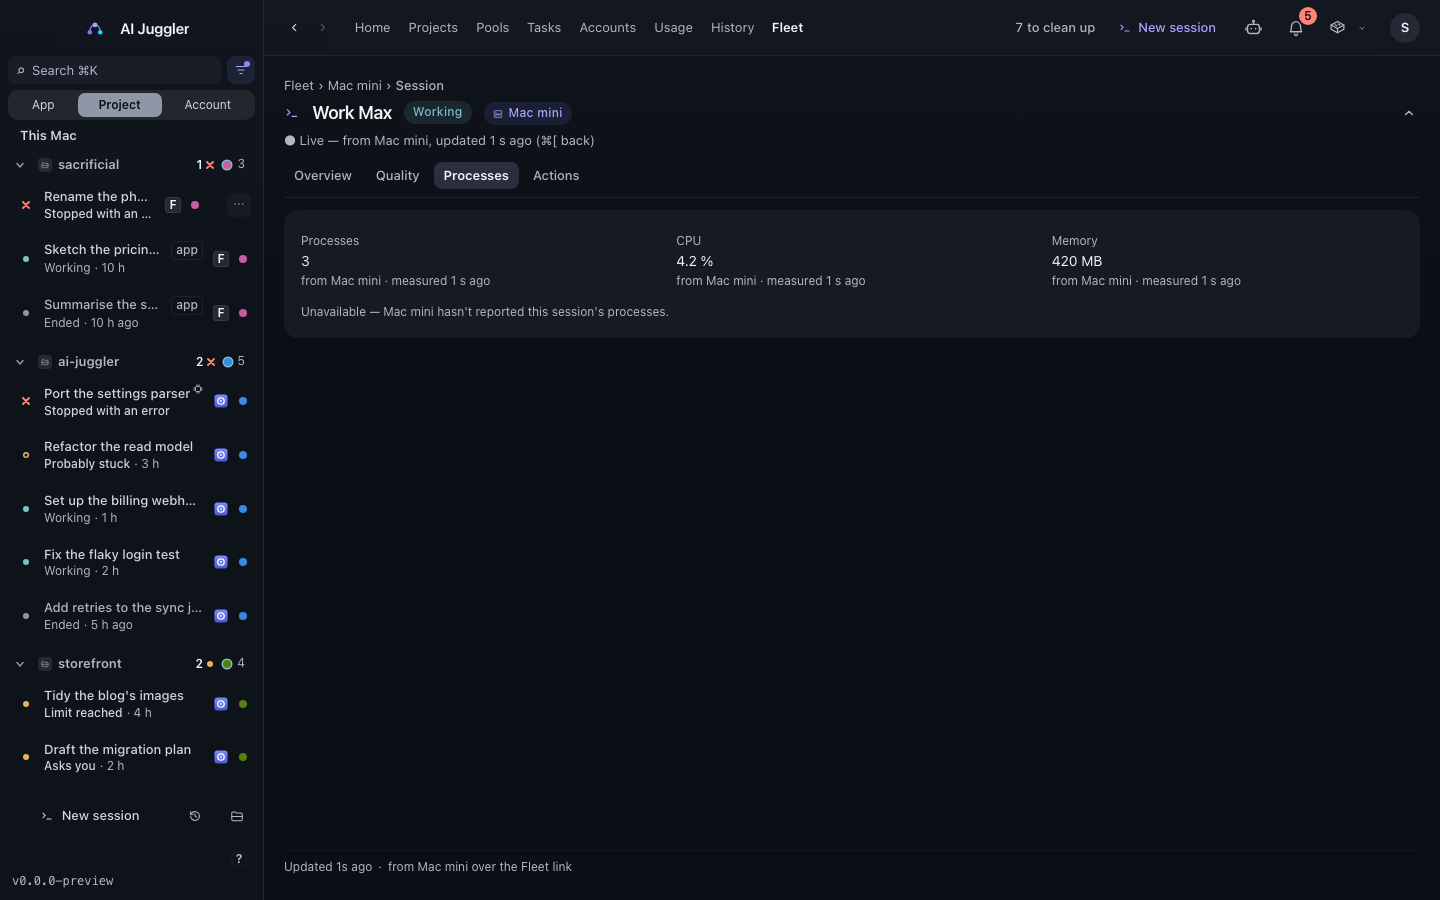 AI Juggler
Search ⌘K
App Project Account
This Mac
sacrificial 1 3
Rename the ph... F
Stopped with an ...
Sketch the pricin... app F
Working · 10 h
Summarise the s... app F
Ended · 10 h ago
ai-juggler 2 5
Port the settings parser
Stopped with an error
Refactor the read model
Probably stuck · 3 h
Set up the billing webh...
Working · 1 h
Fix the flaky login test
Working · 2 h
Add retries to the sync j...
Ended · 5 h ago
storefront 2 4
Tidy the blog's images
Limit reached · 4 h
Draft the migration plan
Asks you · 2 h
New session
?
v0.0.0-preview
Home Projects Pools Tasks Accounts Usage History Fleet 7 to clean up New session 5 S
Fleet › Mac mini › Session
Work Max Working Mac mini
Live — from Mac mini, updated 1 s ago (⌘[ back)
Overview Quality Processes Actions
Processes CPU Memory
3 4.2 % 420 MB
from Mac mini · measured 1 s ago from Mac mini · measured 1 s ago from Mac mini · measured 1 s ago
Unavailable — Mac mini hasn't reported this session's processes.
Updated 1s ago · from Mac mini over the Fleet link